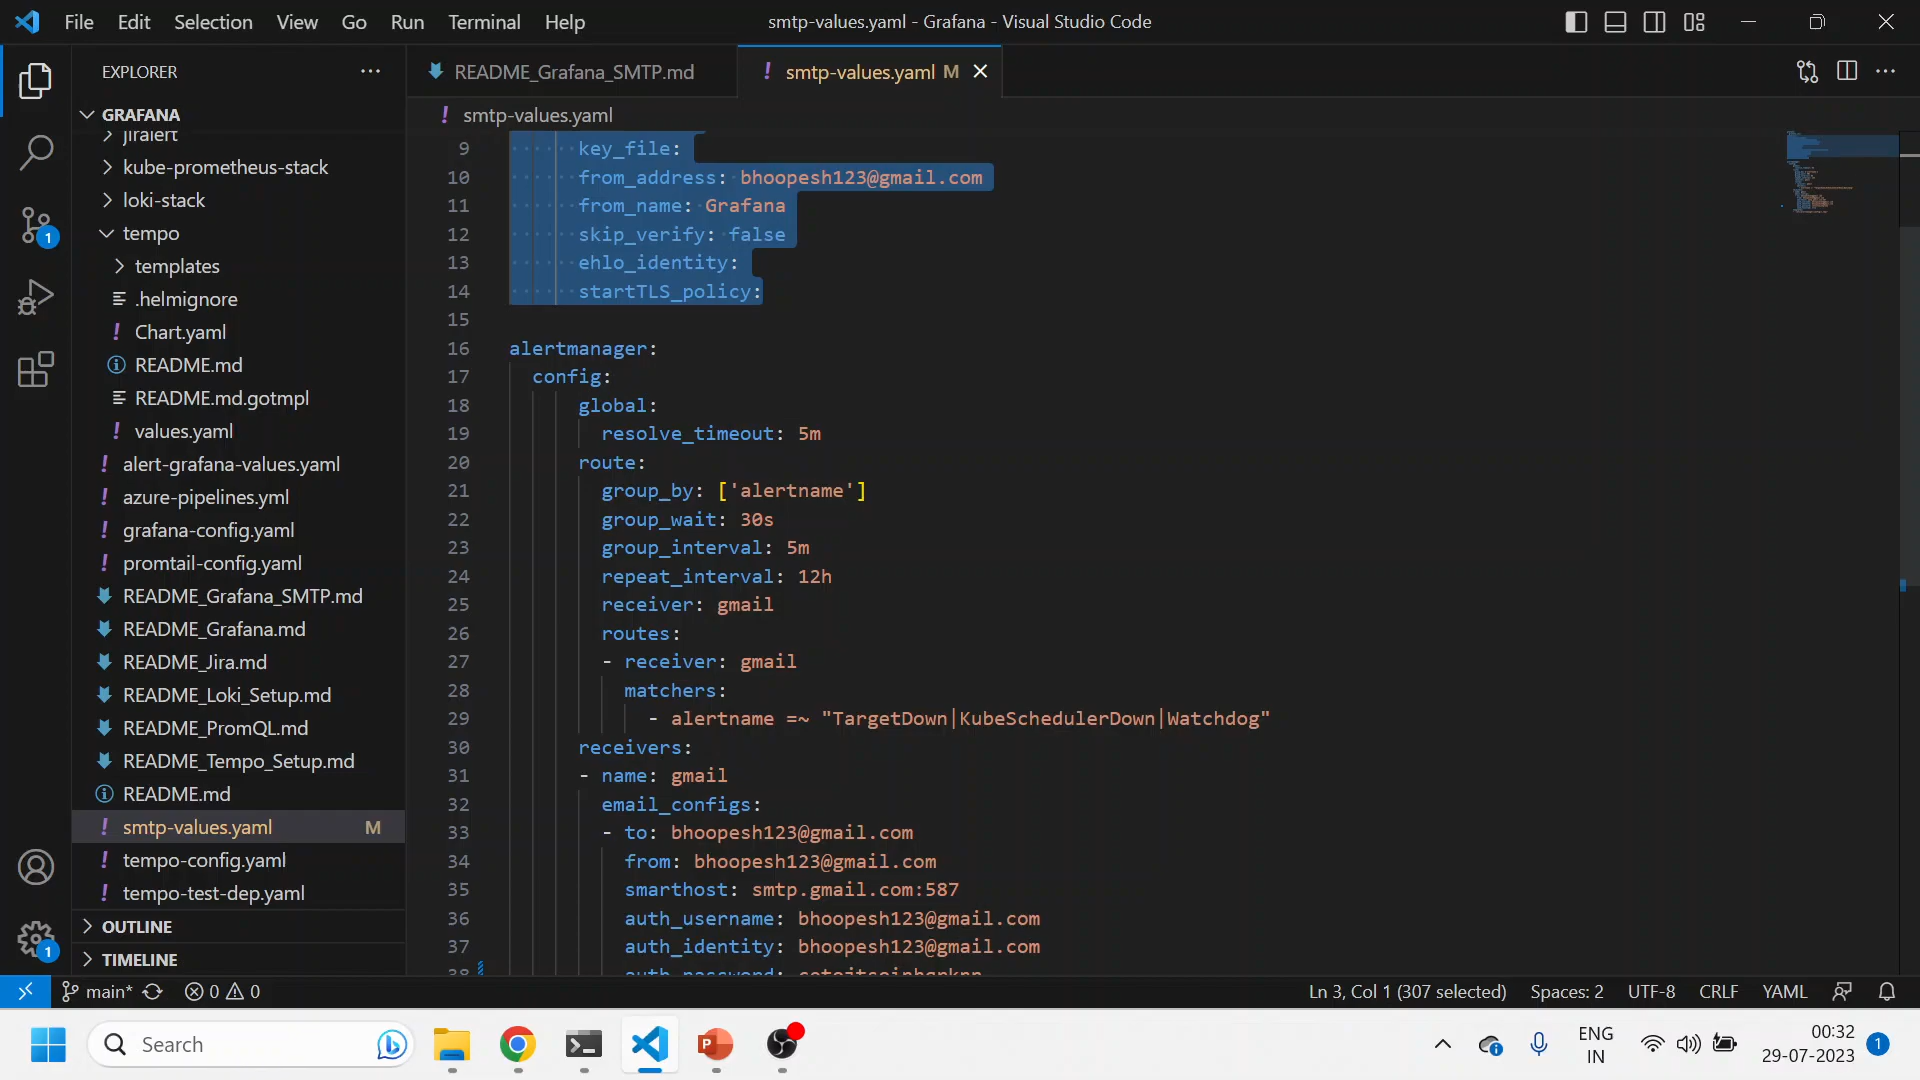 File Edit Selection View Go Run Terminal Help
smtp-values.yaml - Grafana - Visual Studio Code
EXPLORER
GRAFANA
jiralert
kube-prometheus-stack
loki-stack
tempo
templates
.helmignore
Chart.yaml
README.md
README.md.gotmpl
values.yaml
alert-grafana-values.yaml
azure-pipelines.yml
grafana-config.yaml
promtail-config.yaml
README_Grafana_SMTP.md
README_Grafana.md
README_Jira.md
README_Loki_Setup.md
README_PromQL.md
README_Tempo_Setup.md
README.md
smtp-values.yaml M
tempo-config.yaml
tempo-test-dep.yaml
OUTLINE
TIMELINE
README_Grafana_SMTP.md
smtp-values.yaml M
smtp-values.yaml
9 key_file:
10 from_address: bhoopesh123@gmail.com
11 from_name: Grafana
12 skip_verify: false
13 ehlo_identity:
14 startTLS_policy:
15
16 alertmanager:
17 config:
18 global:
19 resolve_timeout: 5m
20 route:
21 group_by: ['alertname']
22 group_wait: 30s
23 group_interval: 5m
24 repeat_interval: 12h
25 receiver: gmail
26 routes:
27 - receiver: gmail
28 matchers:
29 - alertname =~ "TargetDown|KubeSchedulerDown|Watchdog"
30 receivers:
31 - name: gmail
32 email_configs:
33 - to: bhoopesh123@gmail.com
34 from: bhoopesh123@gmail.com
35 smarthost: smtp.gmail.com:587
36 auth_username: bhoopesh123@gmail.com
37 auth_identity: bhoopesh123@gmail.com
38 auth_password:
1
1
main* 0 0
Ln 3, Col 1 (307 selected) Spaces: 2 UTF-8 CRLF YAML
Search
ENG
IN
00:32
29-07-2023
1